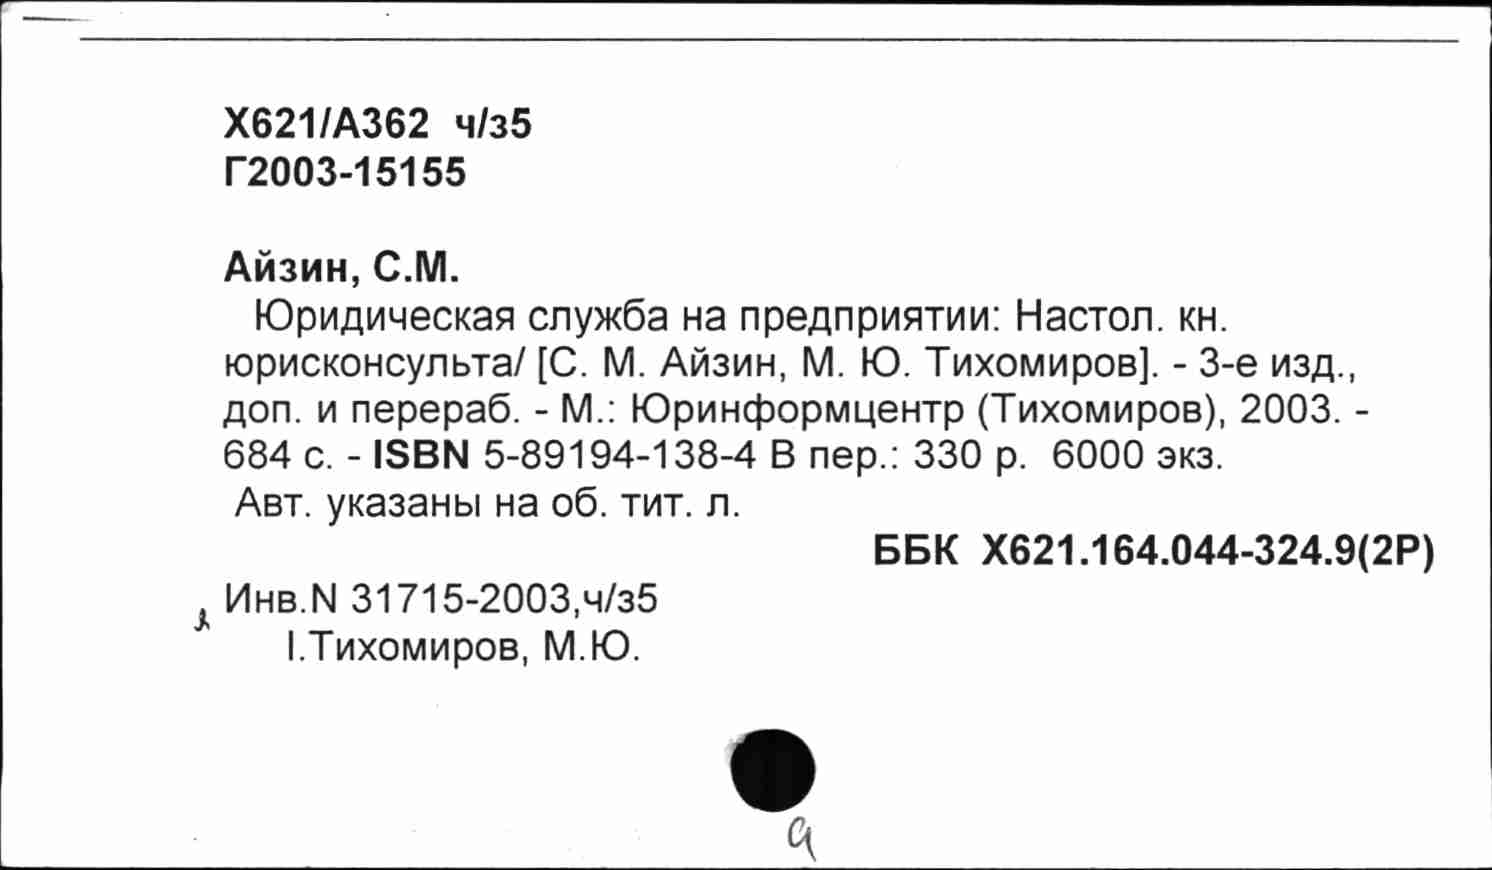 Х621/А362 ч/з5
Г2003-15155
Айзин, С.М.
Юридическая служба на предприятии: Настол. кн.
юрисконсульта/ [С. М. Айзин, М. Ю. Тихомиров]. - 3-е изд.,
доп. и перераб. - М.: Юринформцентр (Тихомиров), 2003. -
684 с. - ISBN 5-89194-138-4 В пер.: 330 р. 6000 экз.
Авт. указаны на об. тит. л.
ББК Х621.164.044-324.9(2Р)
Инв.N 31715-2003,ч/з5
I.Тихомиров, М.Ю.